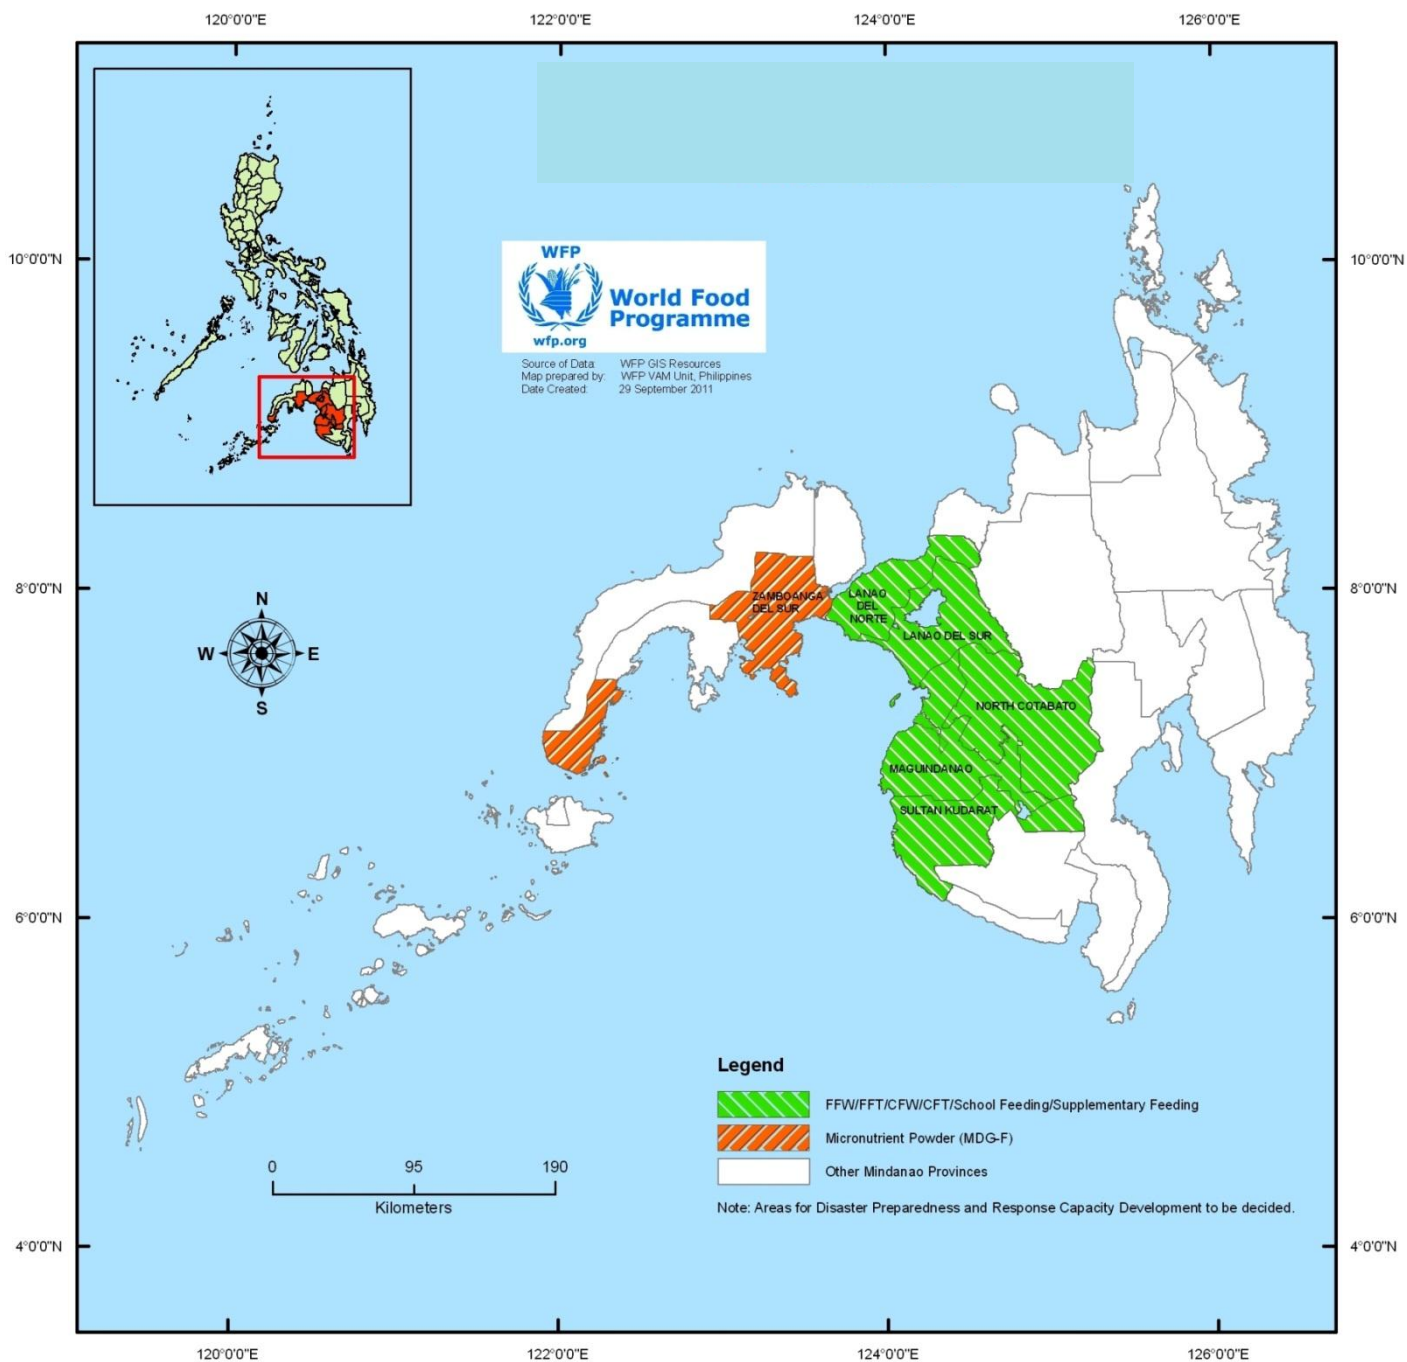 120°0'0"E 122°0'0"E 124°0'0"E 126°0'0"E
10°0'0"N 10°0'0"N
WFP
World Food
Programme
wfp.org
Source of Data: WFP GIS Resources
Map prepared by: WFP VAM Unit, Philippines
Date Created: 29 September 2011
8°0'0"N 8°0'0"N
N
W E
S
ZAMBOANGA
DEL SUR
LANAO
DEL
NORTE
LANAO DEL SUR
NORTH COTABATO
MAGUINDANAO
SULTAN KUDARAT
6°0'0"N 6°0'0"N
Legend
FFW/FFT/CFW/CFT/School Feeding/Supplementary Feeding
Micronutrient Powder (MDG-F)
Other Mindanao Provinces
Note: Areas for Disaster Preparedness and Response Capacity Development to be decided.
0 95 190
Kilometers
4°0'0"N 4°0'0"N
120°0'0"E 122°0'0"E 124°0'0"E 126°0'0"E